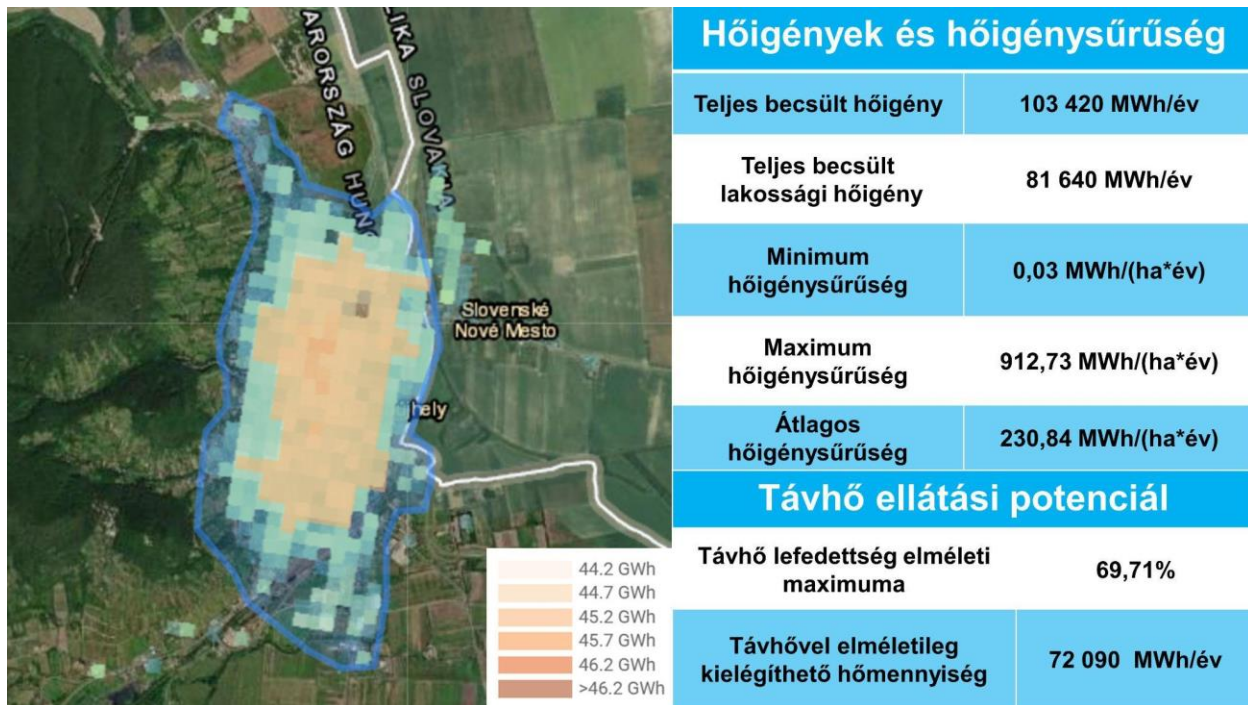 ARORSZÁG HUN
LIKA SLOVAKIA
Slovenské
Nové Mesto
hely
44.2 GWh
44.7 GWh
45.2 GWh
45.7 GWh
46.2 GWh
>46.2 GWh
Hőigények és hőigénysűrűség
Teljes becsült hőigény 103 420 MWh/év
Teljes becsült
lakossági hőigény 81 640 MWh/év
Minimum
hőigénysűrűség 0,03 MWh/(ha*év)
Maximum
hőigénysűrűség 912,73 MWh/(ha*év)
Átlagos
hőigénysűrűség 230,84 MWh/(ha*év)
Távhő ellátási potenciál
Távhő lefedettség elméleti
maximuma 69,71%
Távhővel elméletileg
kielégíthető hőmennyiség 72 090 MWh/év